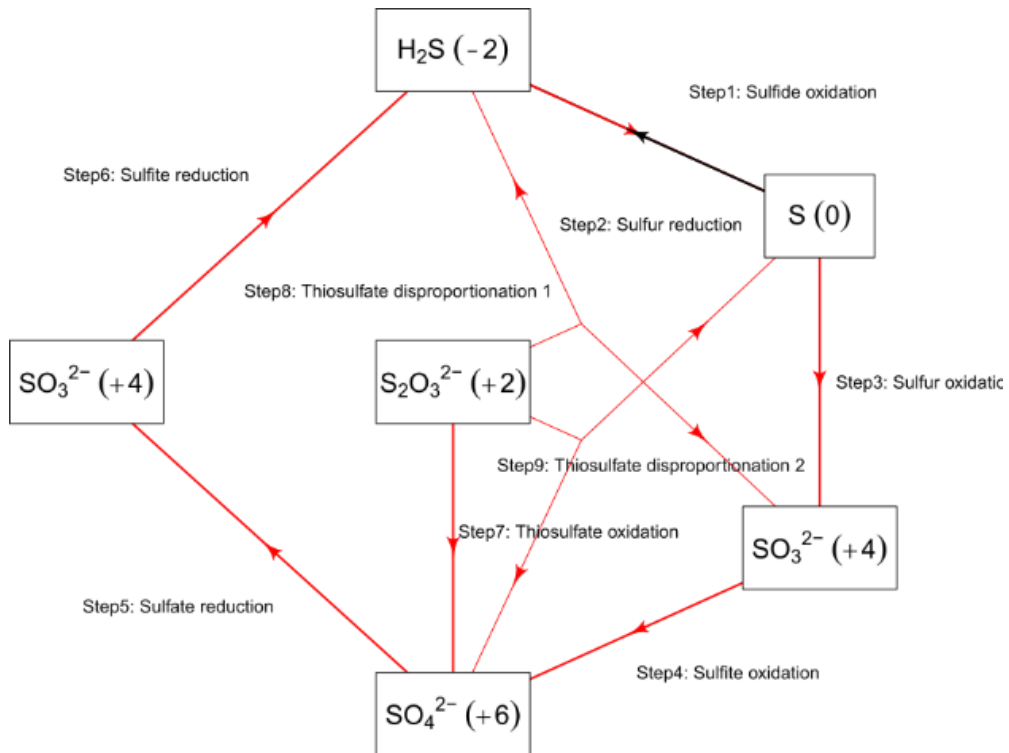 H₂S (−2)
Step1: Sulfide oxidation
Step6: Sulfite reduction
S (0)
Step2: Sulfur reduction
Step8: Thiosulfate disproportionation 1
SO₃²⁻ (+4)
S₂O₃²⁻ (+2)
Step3: Sulfur oxidatic
Step9: Thiosulfate disproportionation 2
Step7: Thiosulfate oxidation
SO₃²⁻ (+4)
Step5: Sulfate reduction
Step4: Sulfite oxidation
SO₄²⁻ (+6)